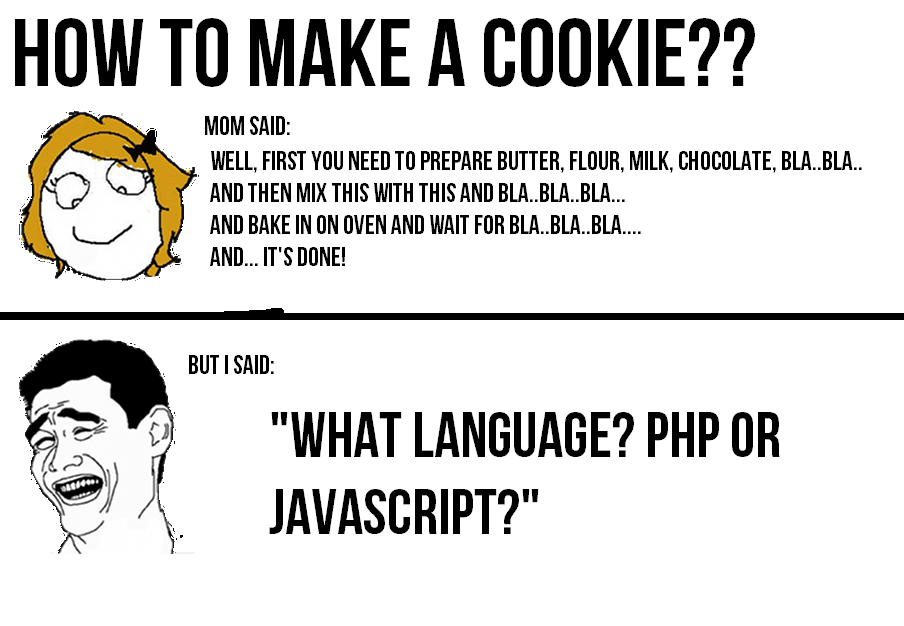 HOW TO MAKE A COOKIE??
MOM SAID:
WELL, FIRST YOU NEED TO PREPARE BUTTER, FLOUR, MILK, CHOCOLATE, BLA..BLA..
AND THEN MIX THIS WITH THIS AND BLA..BLA..BLA...
AND BAKE IN ON OVEN AND WAIT FOR BLA..BLA..BLA....
AND... IT'S DONE!
BUT I SAID:
"WHAT LANGUAGE? PHP OR
JAVASCRIPT?"